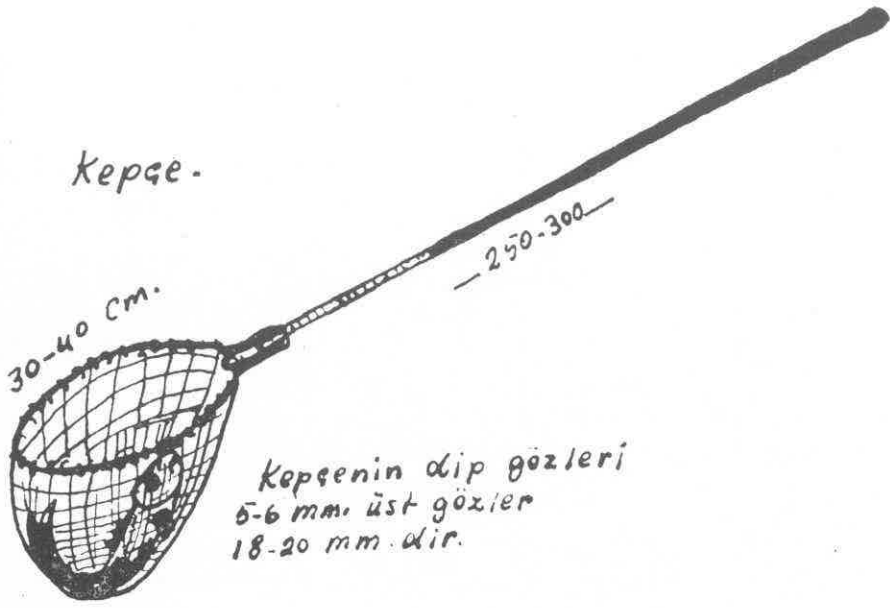 Kepçe.
250-300
30-40 cm.
Kepçenin dip gözleri
5-6 mm. üst gözler
18-20 mm.dir.